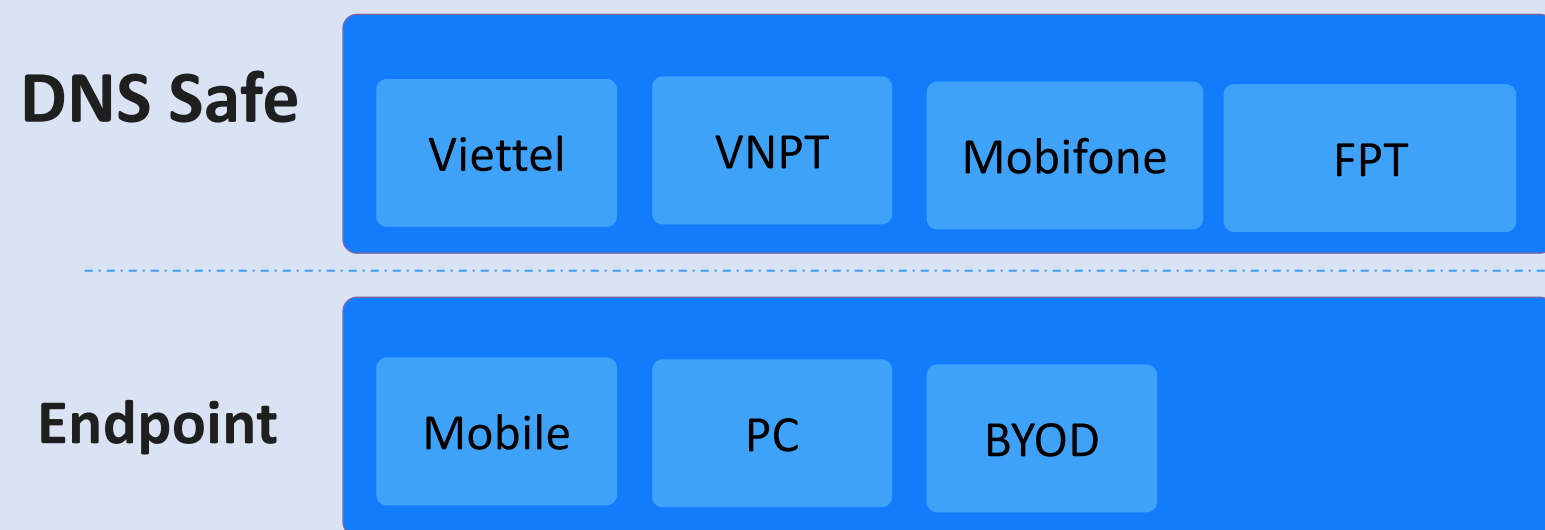 DNS Safe
Viettel
VNPT
Mobifone
FPT
Endpoint
Mobile
PC
BYOD